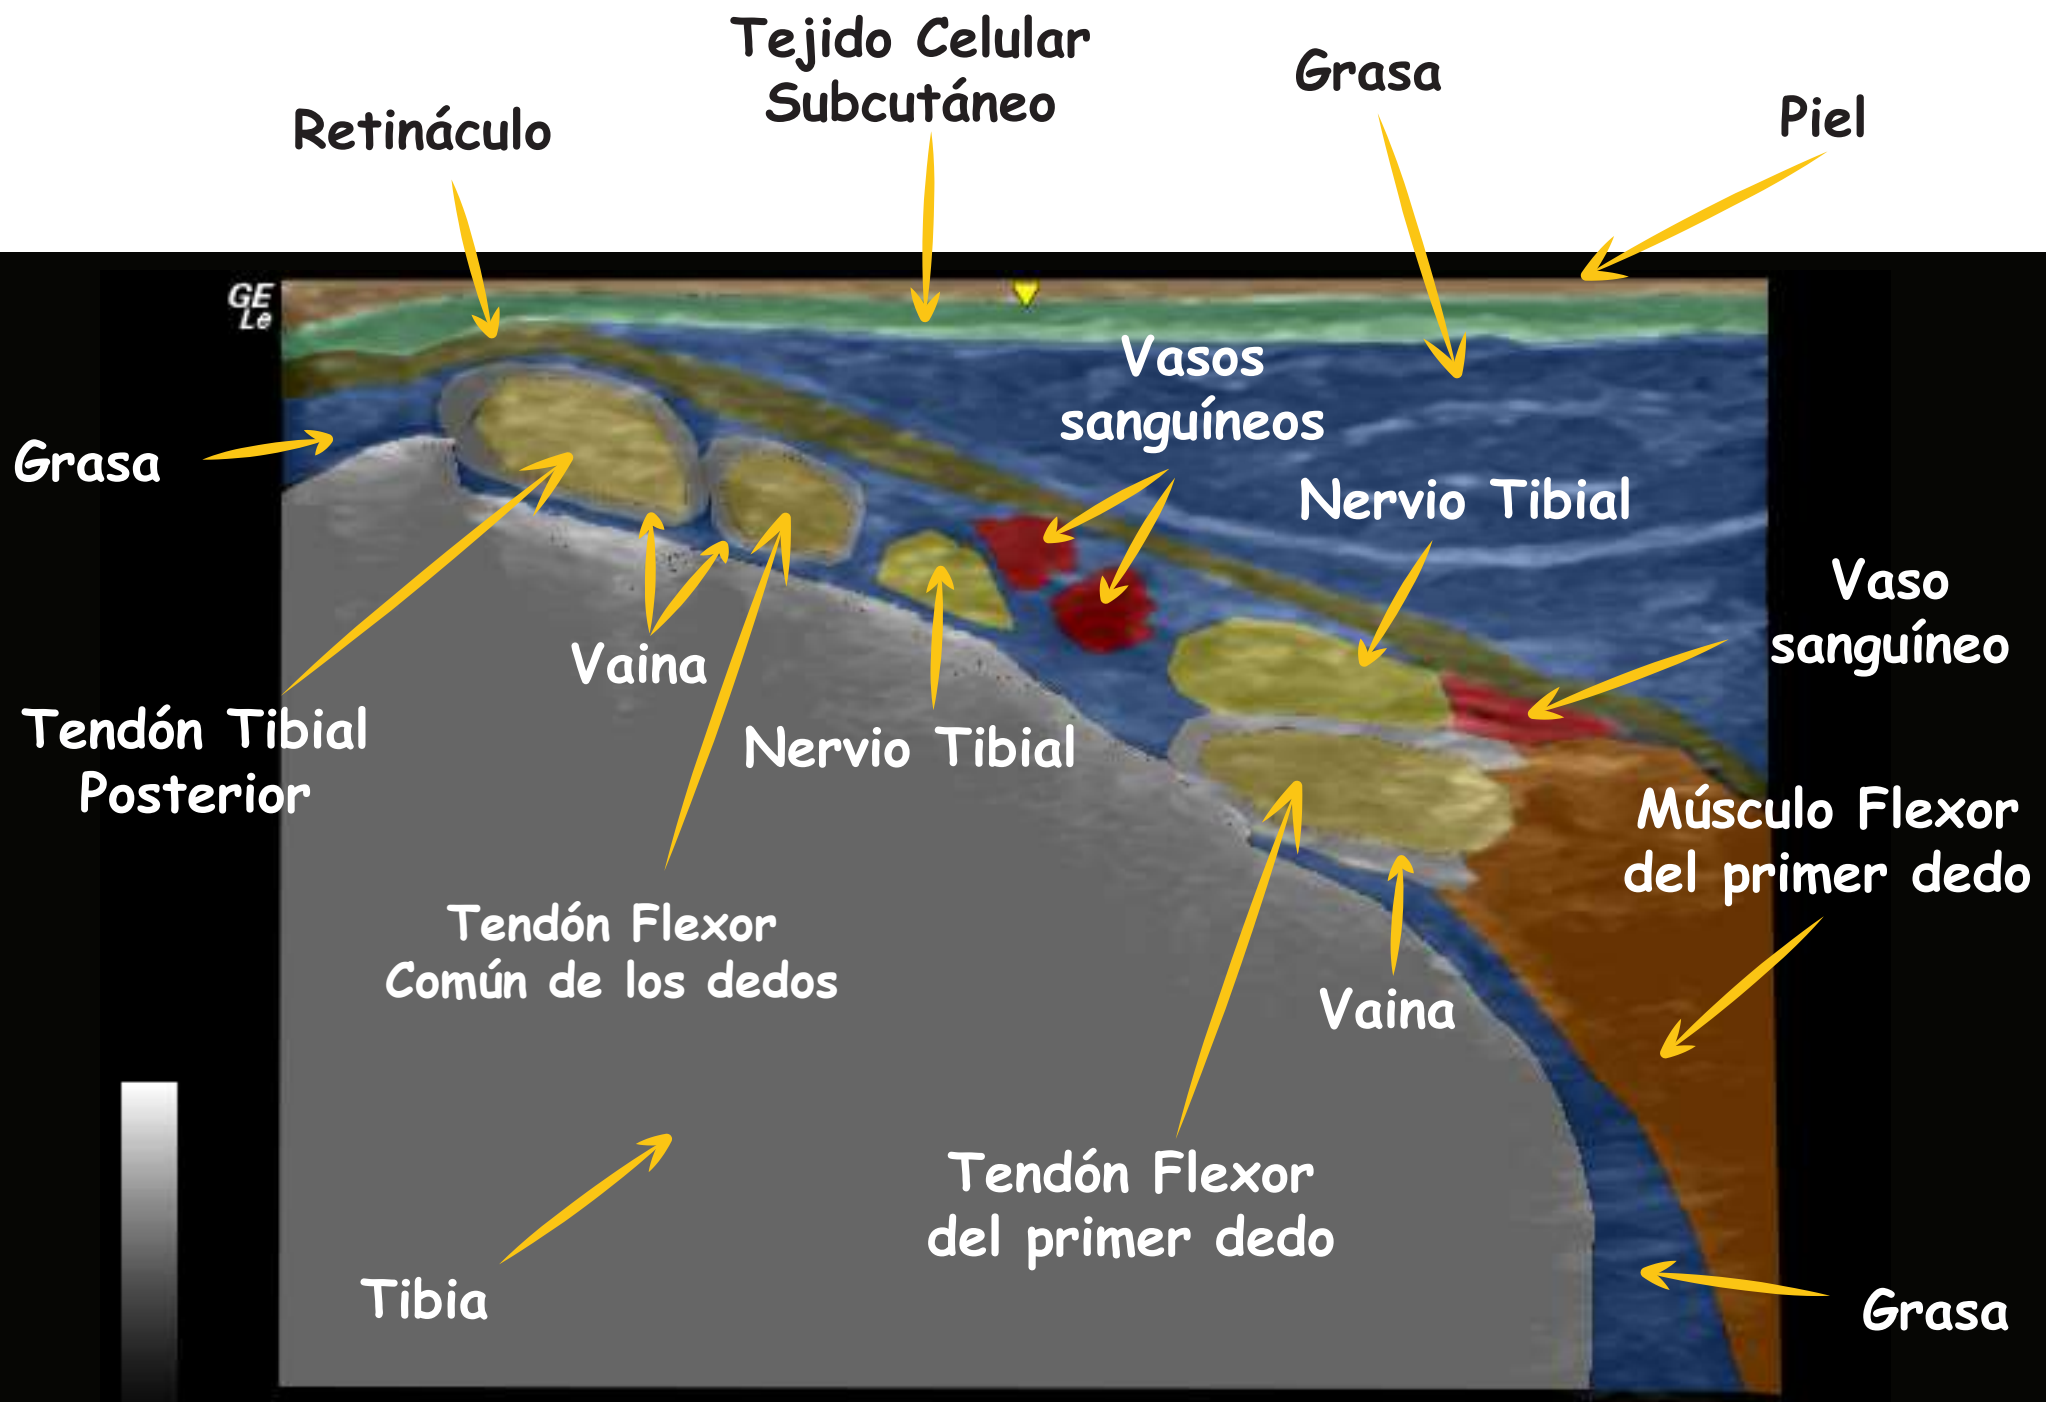 Tejido Celular
Subcutáneo
Grasa
Piel
Retináculo
GE
Le
Vasos
sanguíneos
Grasa
Nervio Tibial
Vaso
sanguíneo
Vaina
Tendón Tibial
Posterior
Nervio Tibial
Músculo Flexor
del primer dedo
Tendón Flexor
Común de los dedos
Vaina
Tendón Flexor
del primer dedo
Tibia
Grasa